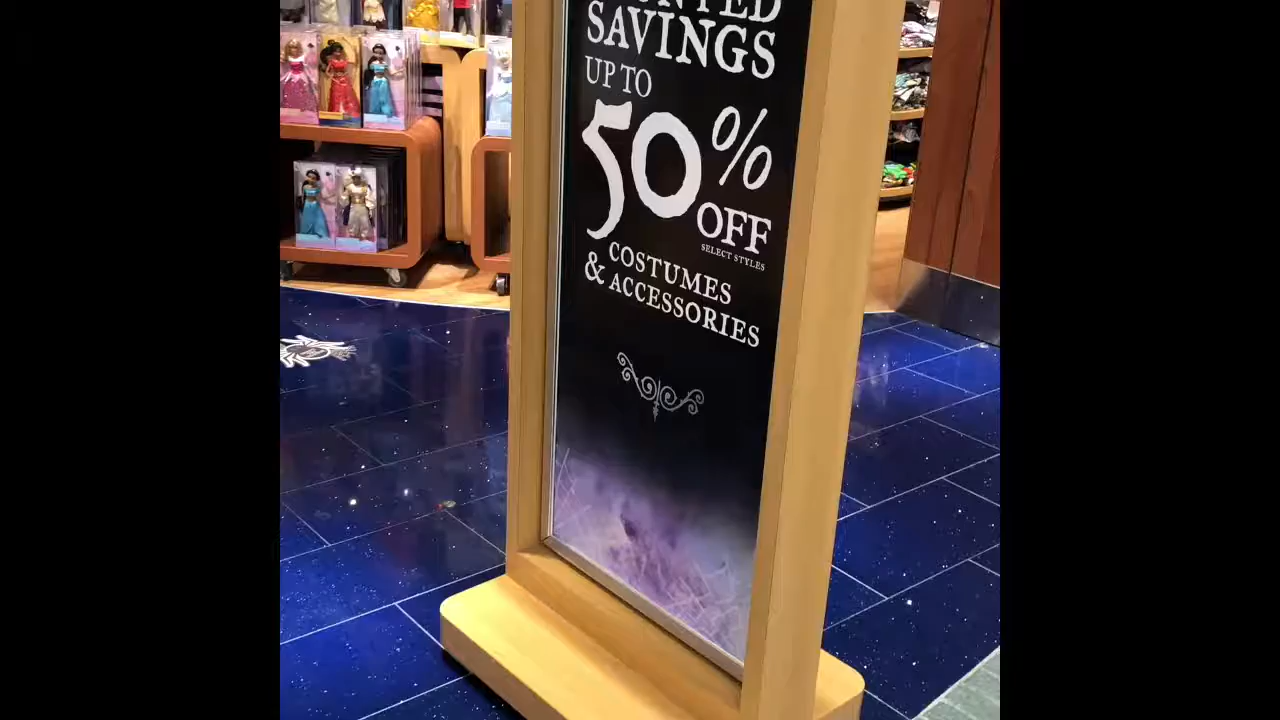 SAVINGS
UP TO
50%
OFF
SELECT STYLES
COSTUMES
& ACCESSORIES